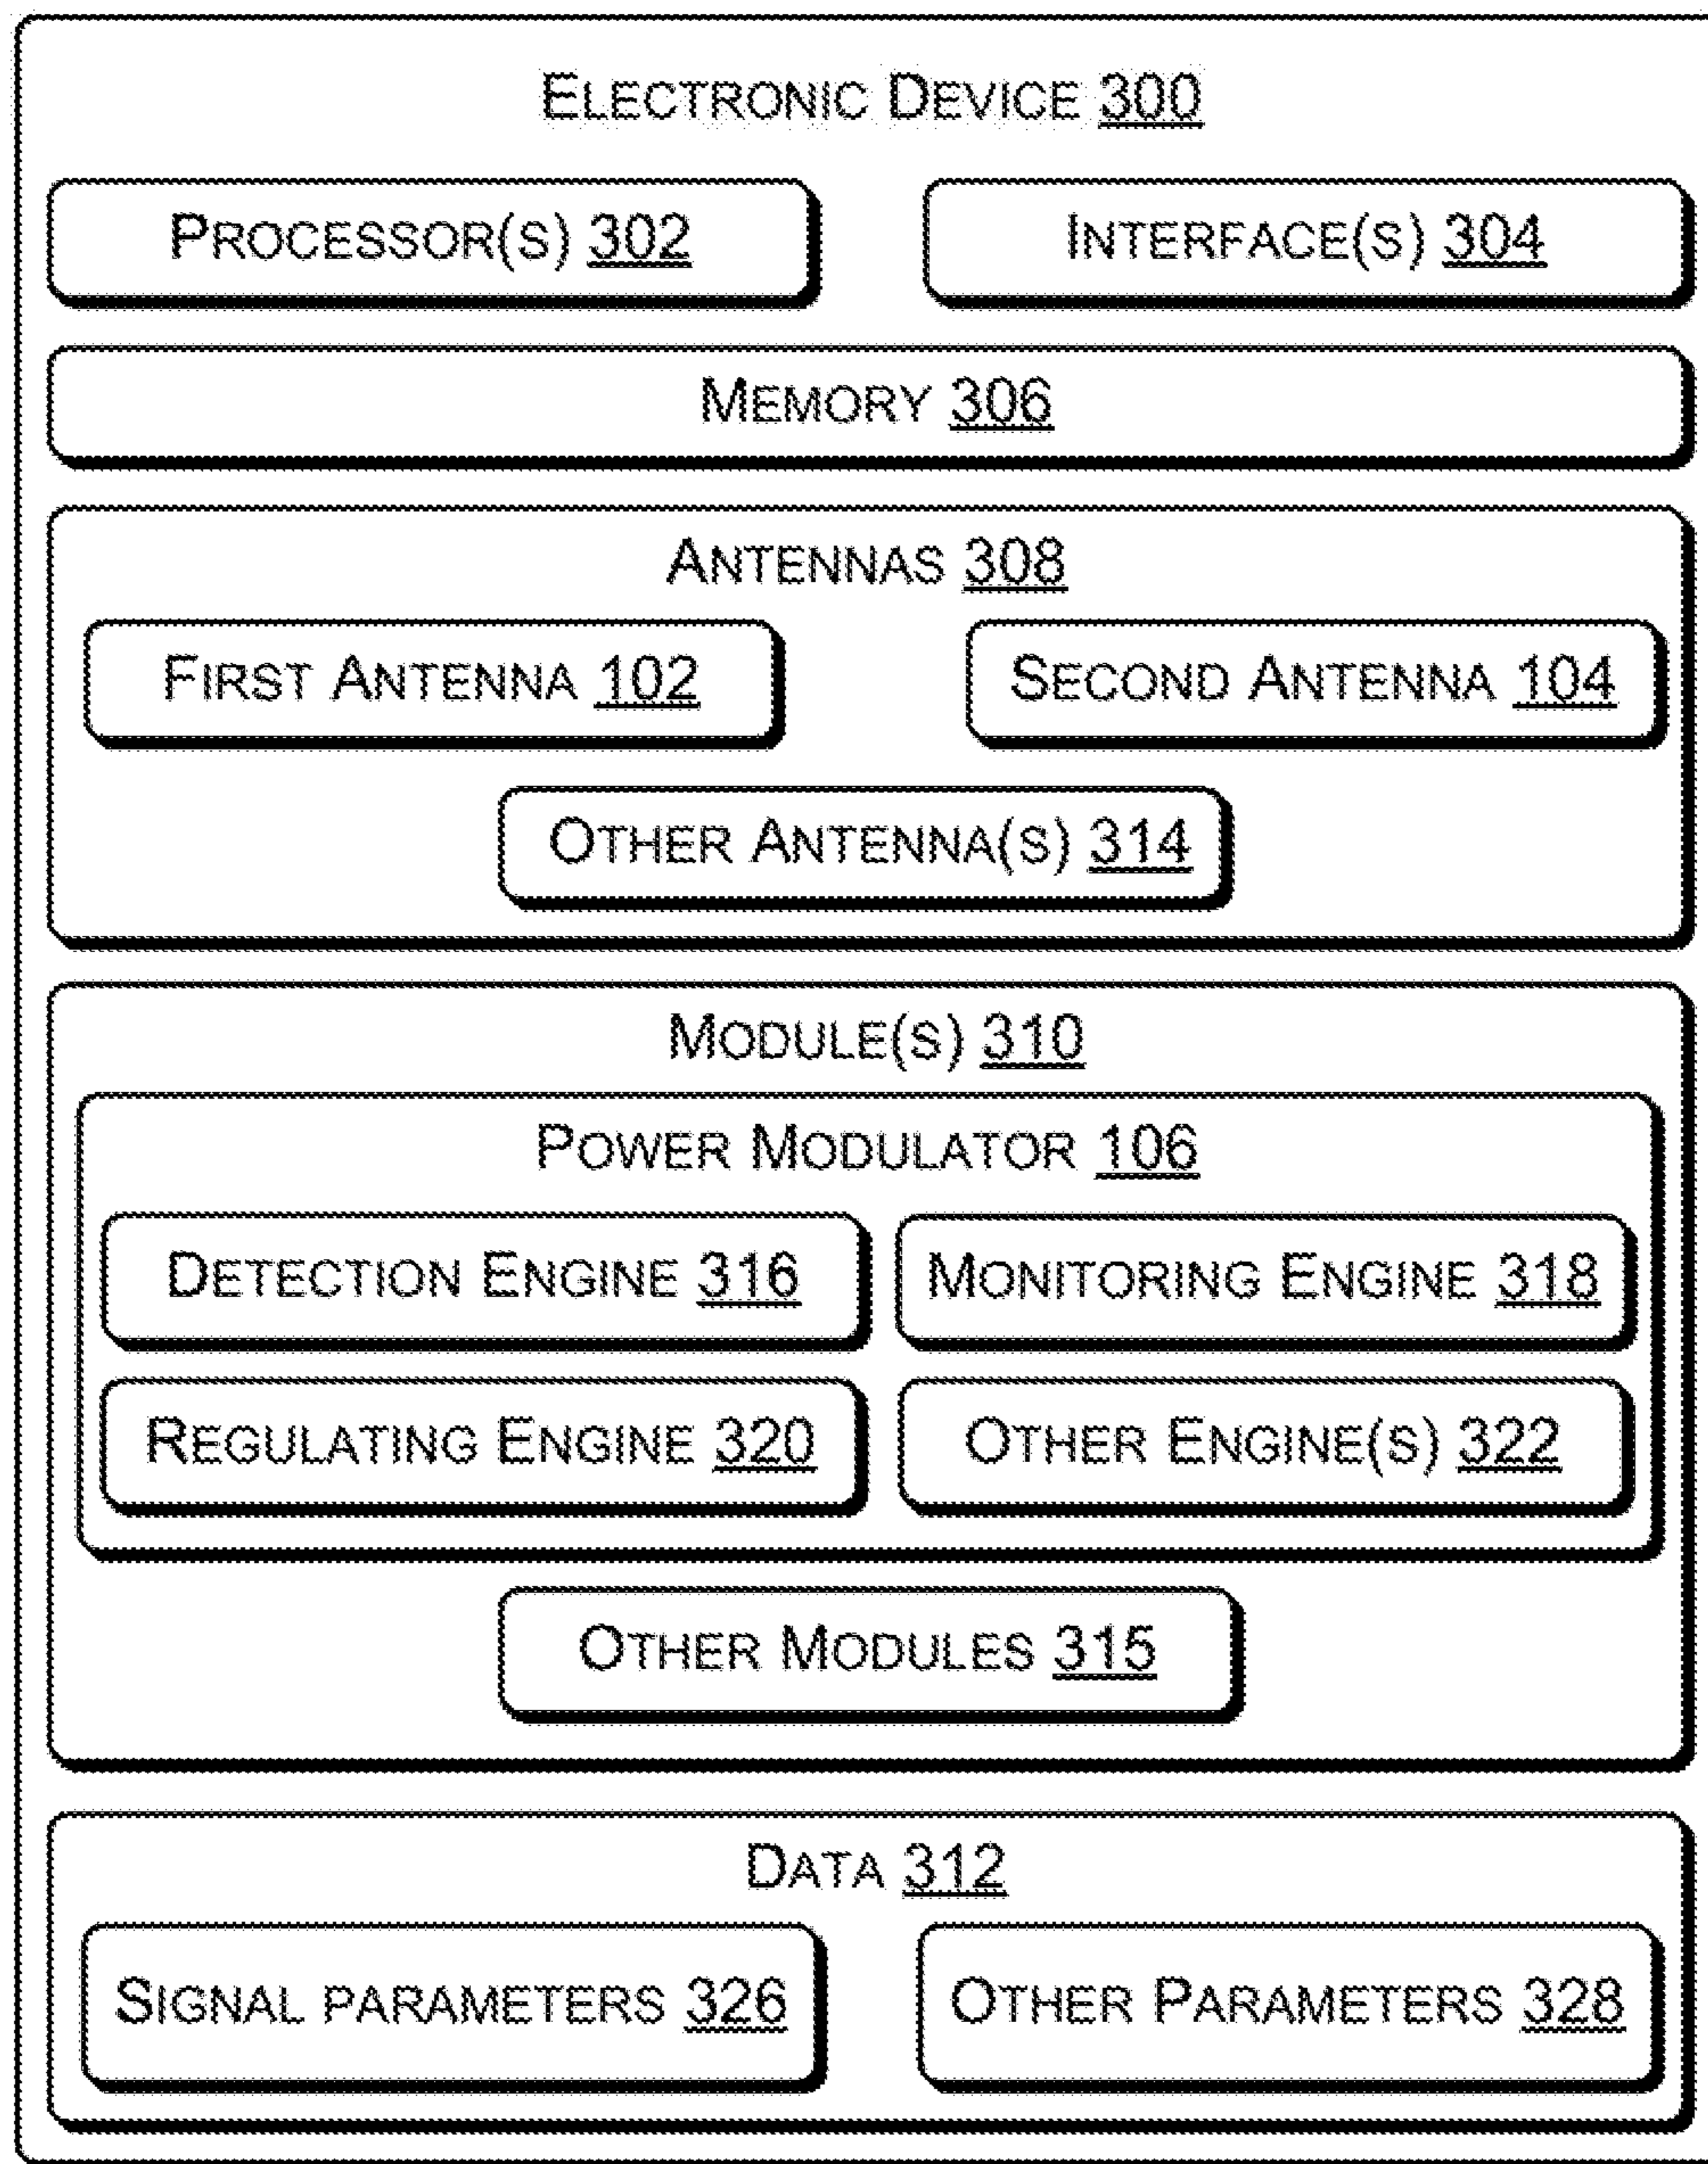 ELECTRONIC DEVICE 300
PROCESSOR(S) 302
INTERFACE(S) 304
MEMORY 306
ANTENNAS 308
FIRST ANTENNA 102
SECOND ANTENNA 104
OTHER ANTENNA(S) 314
MODULE(S) 310
POWER MODULATOR 106
DETECTION ENGINE 316
MONITORING ENGINE 318
REGULATING ENGINE 320
OTHER ENGINE(S) 322
OTHER MODULES 315
DATA 312
SIGNAL PARAMETERS 326
OTHER PARAMETERS 328